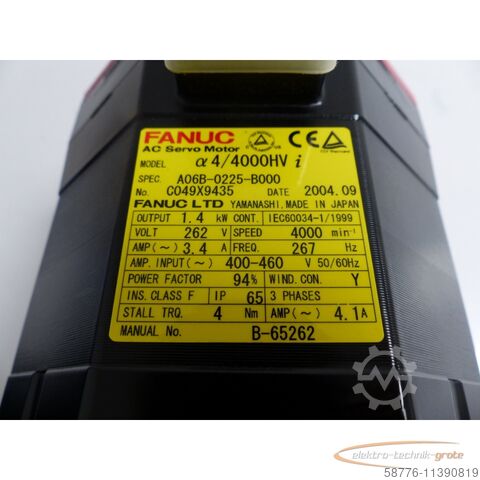 FANUC
AC Servo Motor
MODEL α4/4000HV i
SPEC. A06B-0225-B000
No. C049X9435 DATE 2004.09
FANUC LTD YAMANASHI, MADE IN JAPAN
OUTPUT 1.4 kW CONT. IEC60034-1/1999
VOLT 262 V SPEED 4000 min⁻¹
AMP(~) 3.4 A FREQ. 267 Hz
AMP. INPUT(~) 400-460 V 50/60Hz
POWER FACTOR 94% WIND. CON. Y
INS. CLASS F IP 65 3 PHASES
STALL TRQ. 4 Nm AMP(~) 4.1A
MANUAL No. B-65262
elektro-technik-grote
58776-11390819